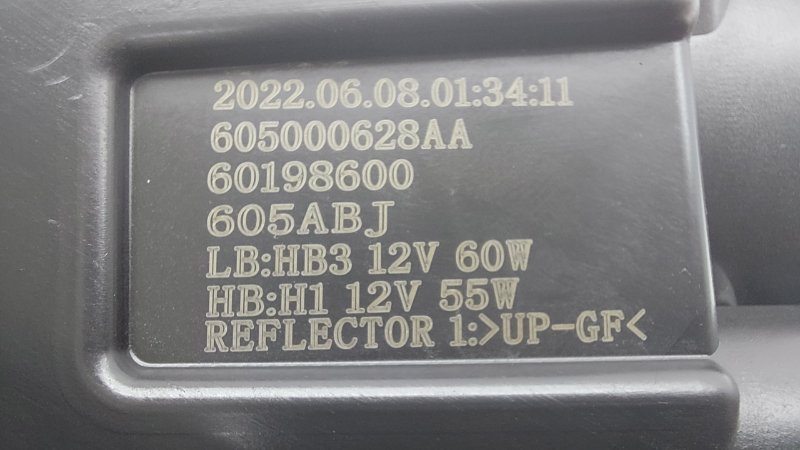 2022.06.08.01:34:11
605000628AA
60198600
605ABJ
LB:HB3 12V 60W
HB:H1 12V 55W
REFLECTOR 1:>UP-GF<